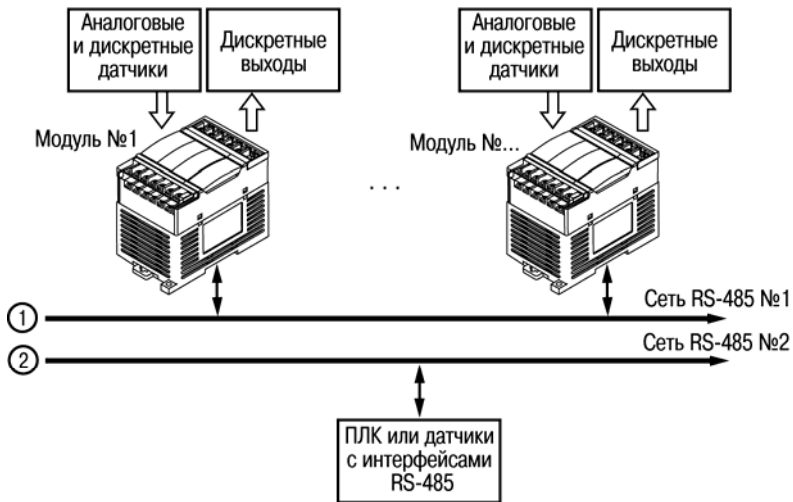 Аналоговые
и дискретные
датчики
Дискретные
выходы
Аналоговые
и дискретные
датчики
Дискретные
выходы
Модуль №1
Модуль №...
. . .
Сеть RS-485 №1
1
Сеть RS-485 №2
2
ПЛК или датчики
с интерфейсами
RS-485